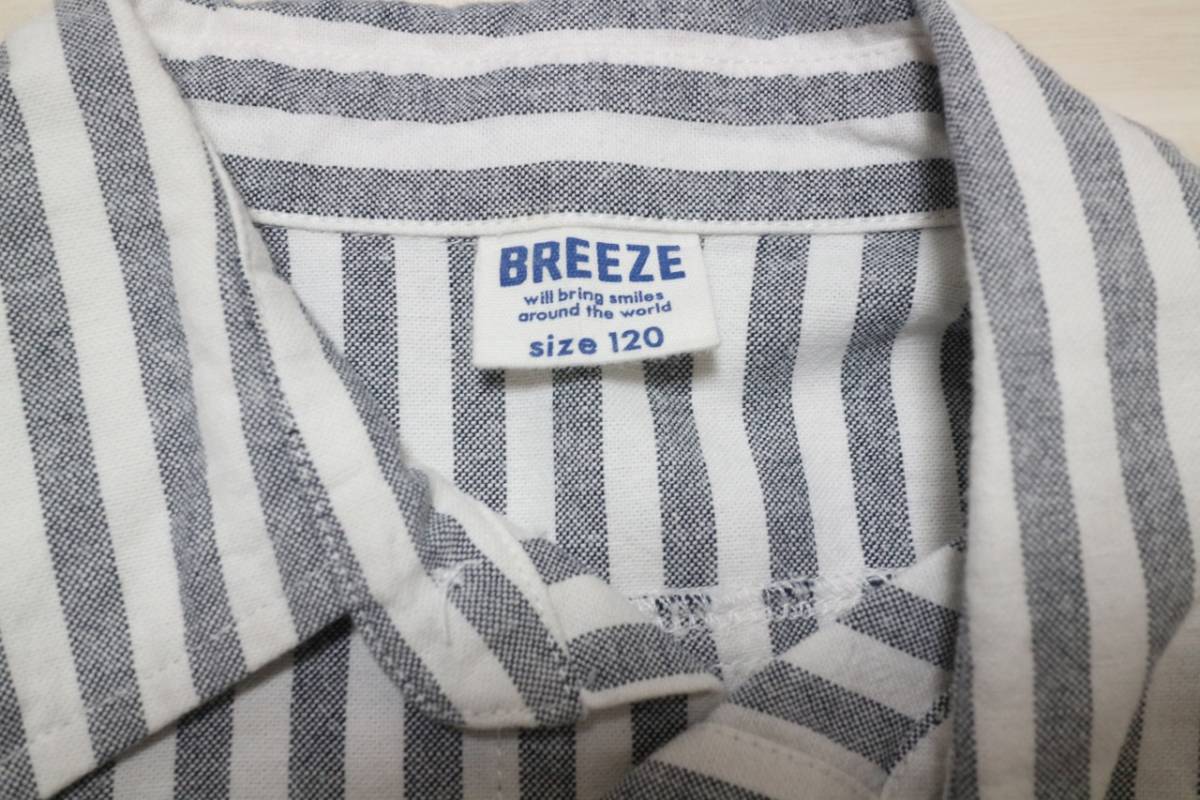 BREEZE
will bring smiles
around the world
size 120